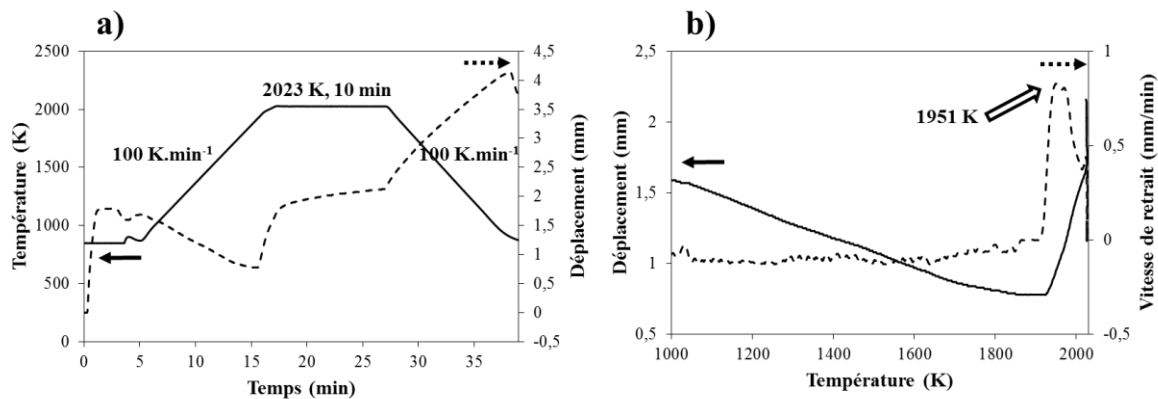 a)
2500
2000
1500
1000
500
0
Température (K)
0 5 10 15 20 25 30 35
Temps (min)
4,5
4
3,5
3
2,5
2
1,5
1
0,5
0
-0,5
Déplacement (mm)
2023 K, 10 min
100 K.min⁻¹
100 K.min⁻¹
b)
2,5
2
1,5
1
0,5
Déplacement (mm)
1000 1200 1400 1600 1800 2000
Température (K)
1
0,5
0
-0,5
Vitesse de retrait (mm/min)
1951 K